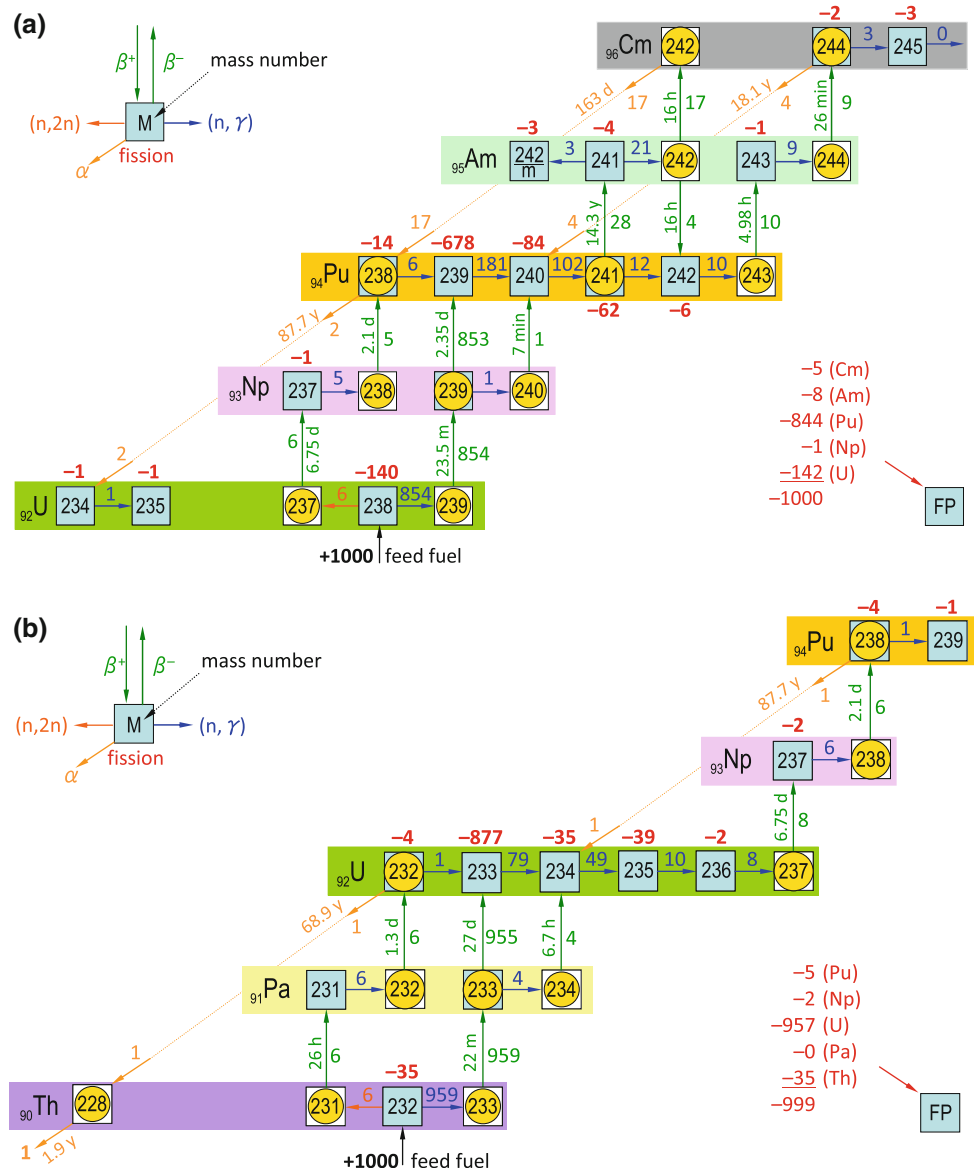 (a)
β⁺ β⁻
mass number
(n,2n) M (n, γ)
fission
α
−2 −3
₉₆Cm 242 244 3 245 0
163 d 17 16 h 17 18.1 y 4 26 min 9
−3 −4 −1
₉₅Am 242 m 3 241 21 242 243 9 244
17 14.3 y 28 4 16 h 4 4.98 h 10
−14 −678 −84
₉₄Pu 238 6 239 181 240 102 241 12 242 10 243
−62 −6
87.7 y 2 2.1 d 5 2.35 d 853 7 min 1
−1
₉₃Np 237 5 238 239 1 240
2 6 6.75 d 23.5 m 854
−1 −1 −140
₉₂U 234 1 235 237 6 238 854 239
+1000 feed fuel
−5 (Cm)
−8 (Am)
−844 (Pu)
−1 (Np)
−142 (U)
−1000
FP
(b)
β⁺ β⁻
mass number
(n,2n) M (n, γ)
fission
α
−4 −1
₉₄Pu 238 1 239
87.7 y 1 2.1 d 6
−2
₉₃Np 237 6 238
1 6.75 d 8
−4 −877 −35 −39 −2
₉₂U 232 1 233 79 234 49 235 10 236 8 237
68.9 y 1 1.3 d 6 27 d 955 6.7 h 4
₉₁Pa 231 6 232 233 4 234
1 26 h 6 22 m 959
−35
₉₀Th 228 231 6 232 959 233
1 1.9 y
+1000 feed fuel
−5 (Pu)
−2 (Np)
−957 (U)
−0 (Pa)
−35 (Th)
−999
FP